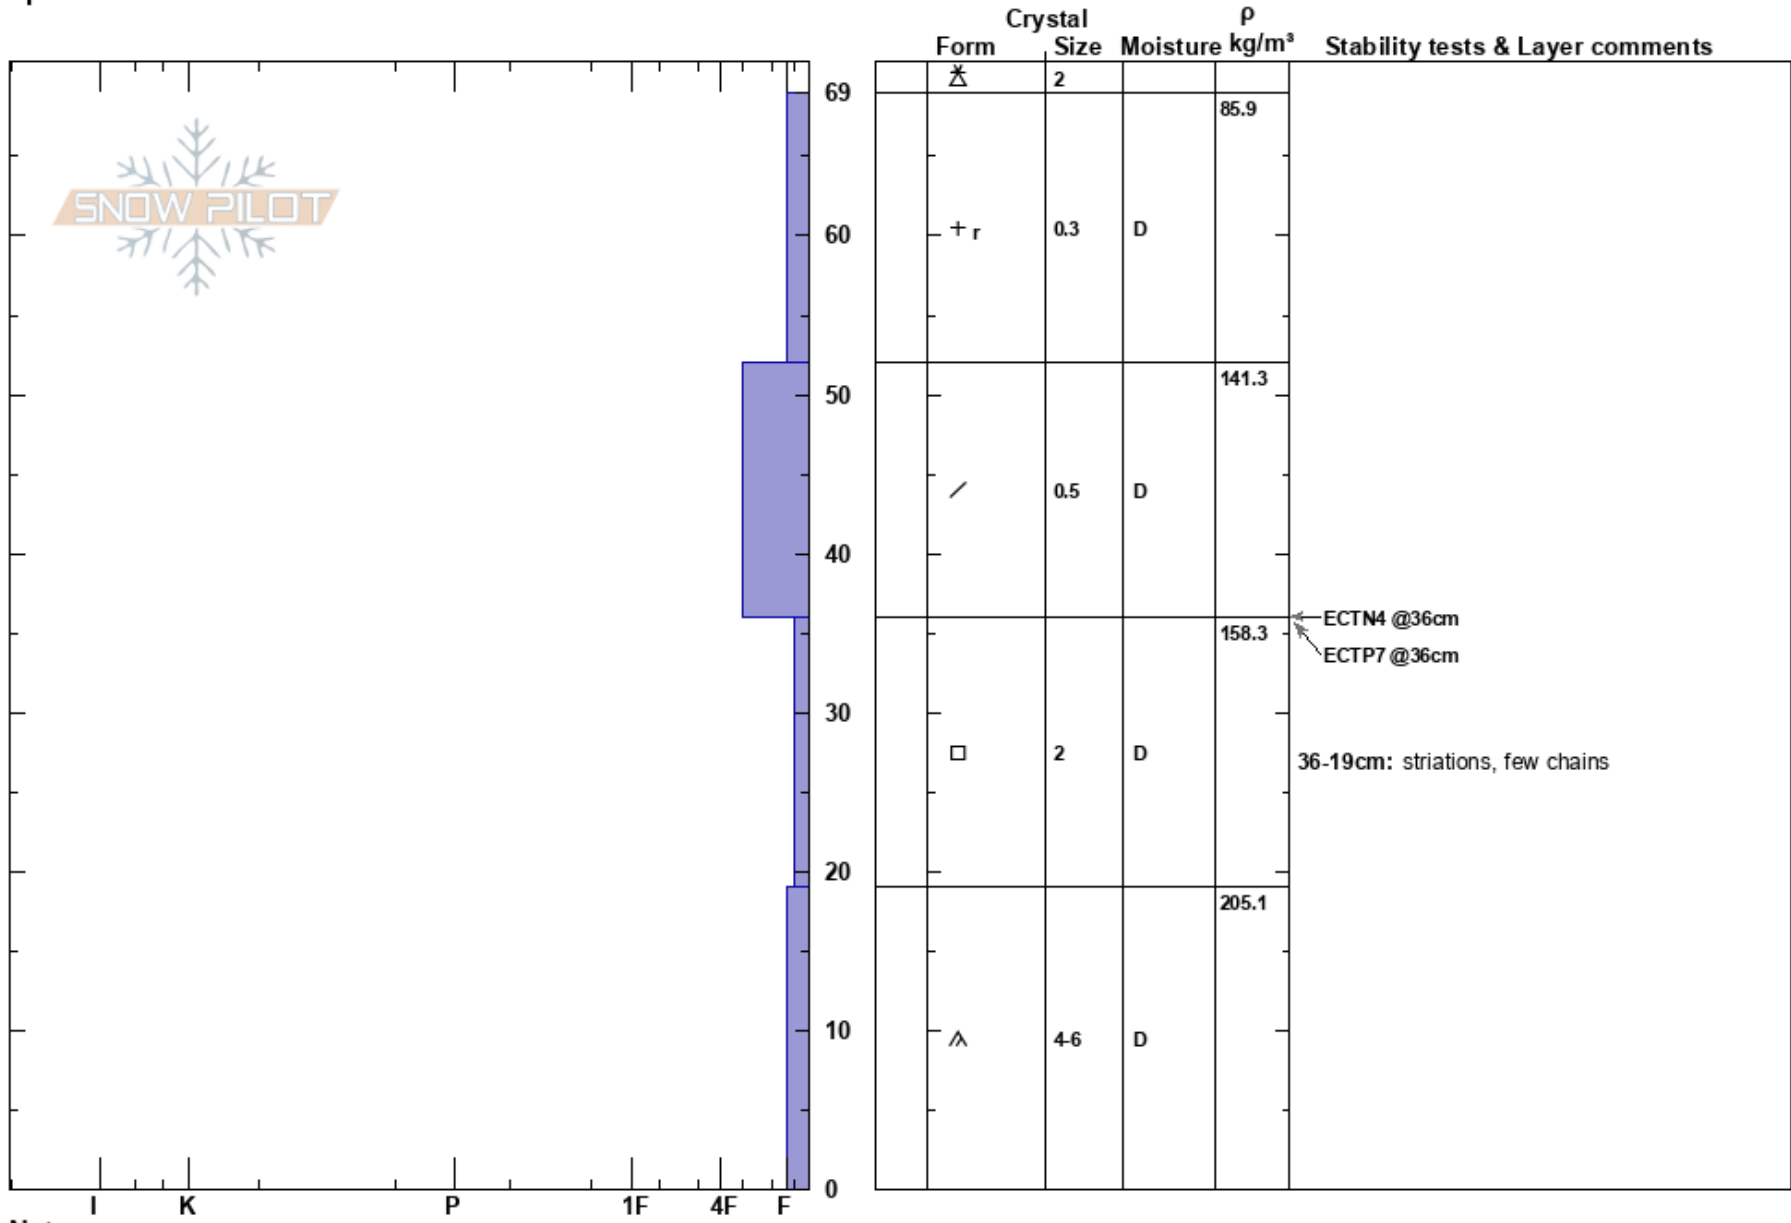 Crystal ρ
Form Size Moisture kg/m³ Stability tests & Layer comments
2
69
85.9
SNOW PILOT
60 + r 0.3 D
141.3
50
0.5 D
40
ECTN4 @36cm
158.3
ECTP7 @36cm
30
2 D 36-19cm: striations, few chains
20
205.1
10 4-6 D
0
I K P 1F 4F F